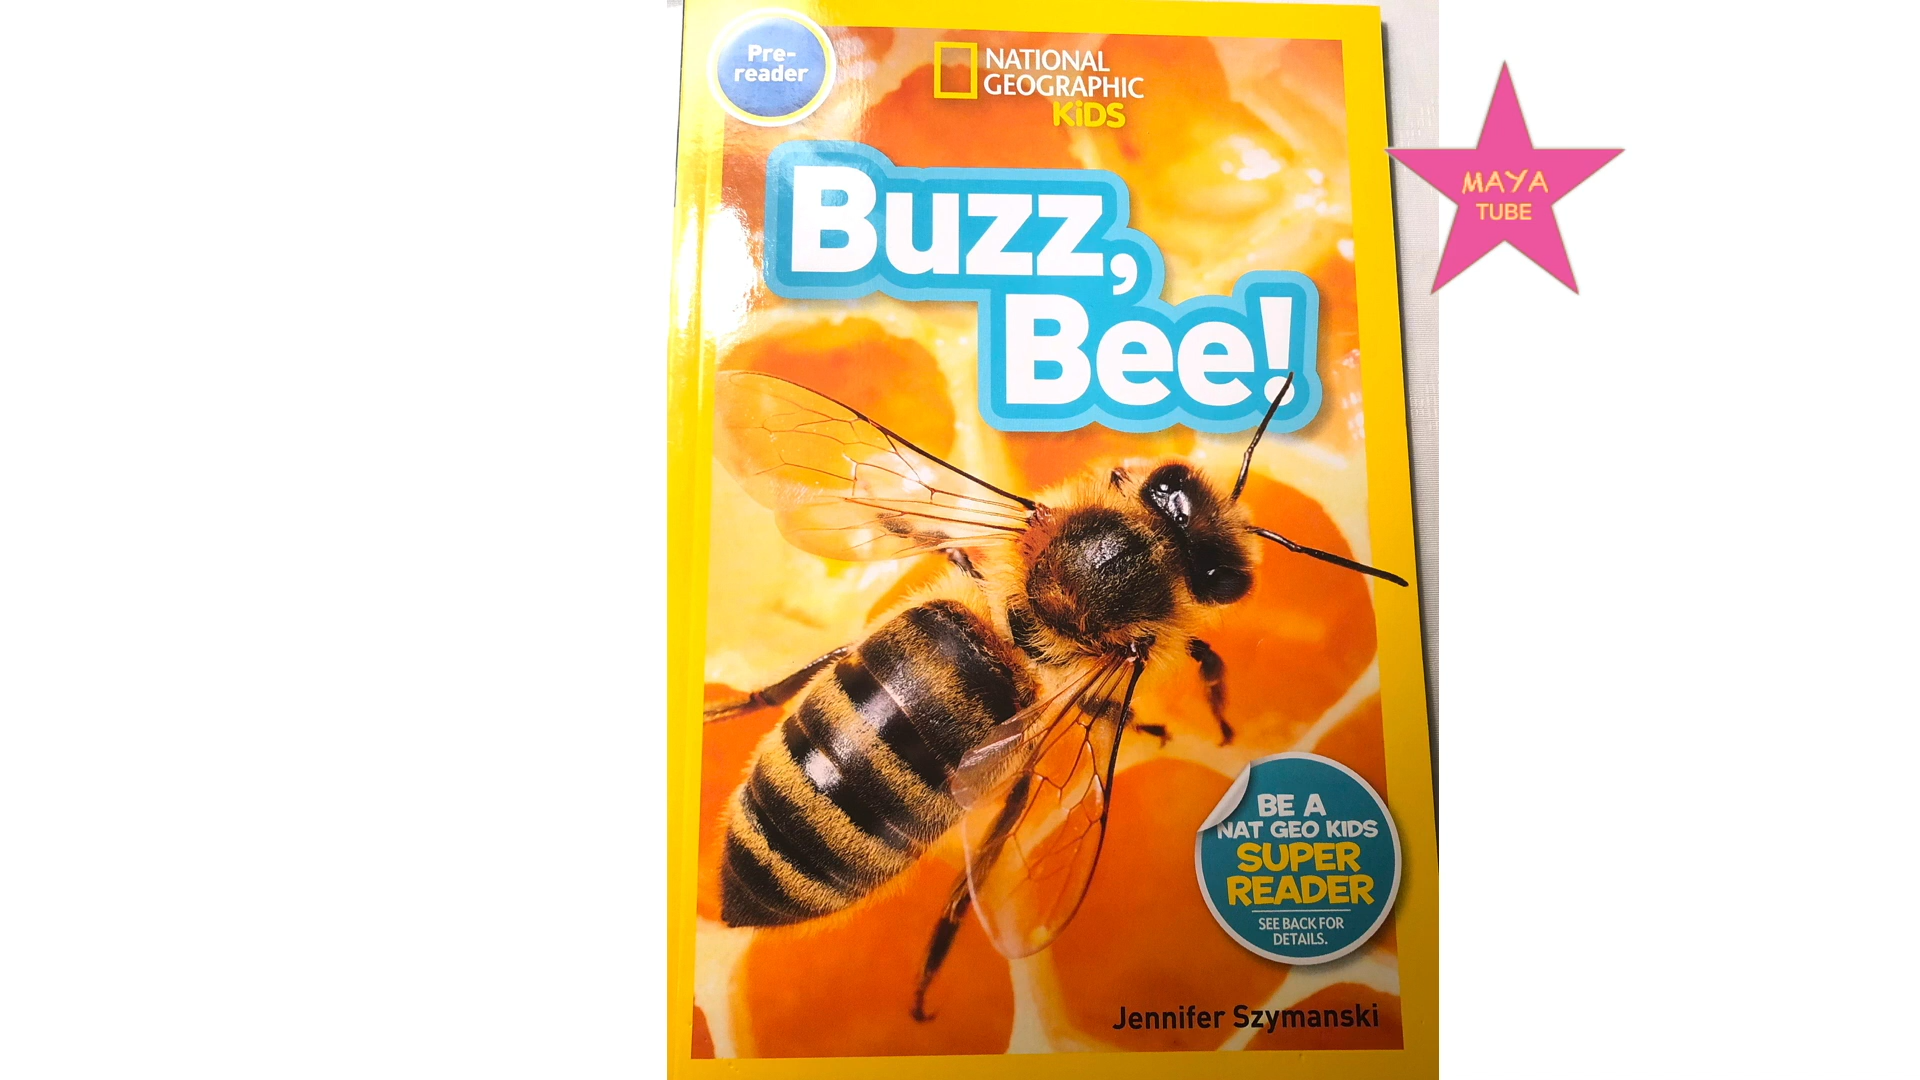 Pre-
reader
NATIONAL
GEOGRAPHIC
KiDS
Buzz,
Bee!
MAYA
TUBE
BE A
NAT GEO KIDS
SUPER
READER
SEE BACK FOR
DETAILS.
Jennifer Szymanski